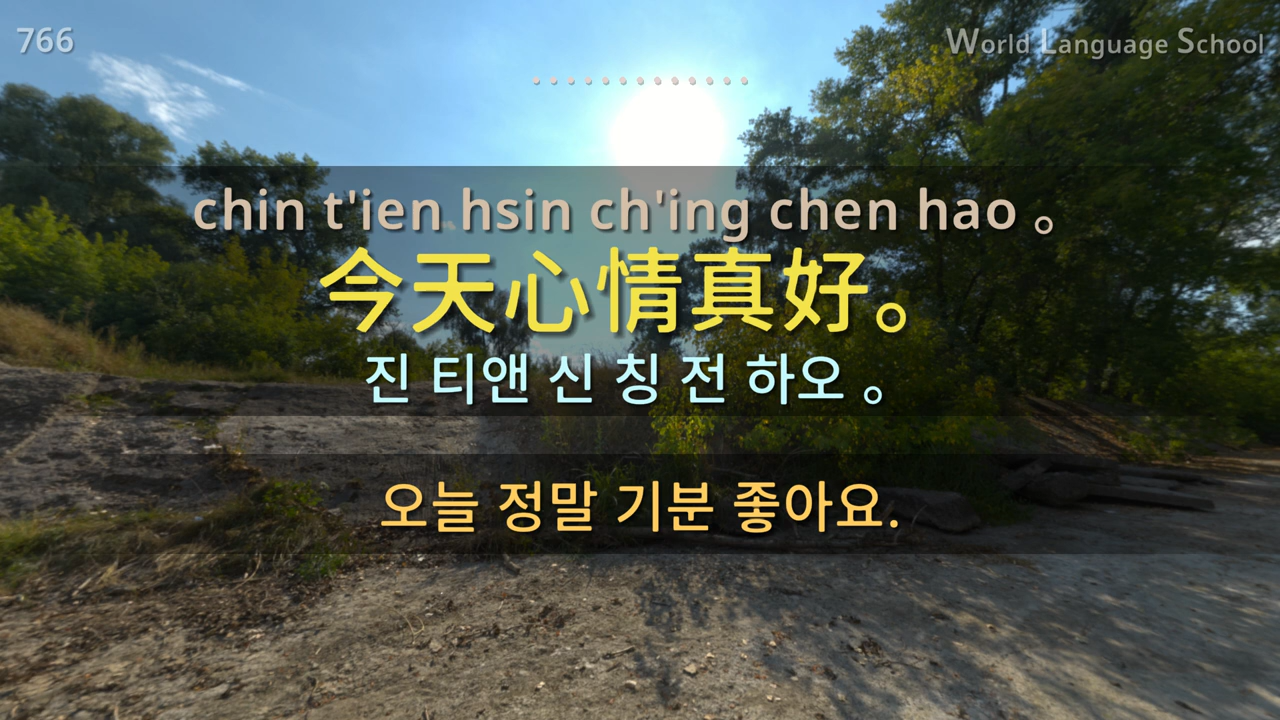 766
World Language School
chin t'ien hsin ch'ing chen hao 。
今天心情真好。
진 티앤 신 칭 전 하오 。
오늘 정말 기분 좋아요.